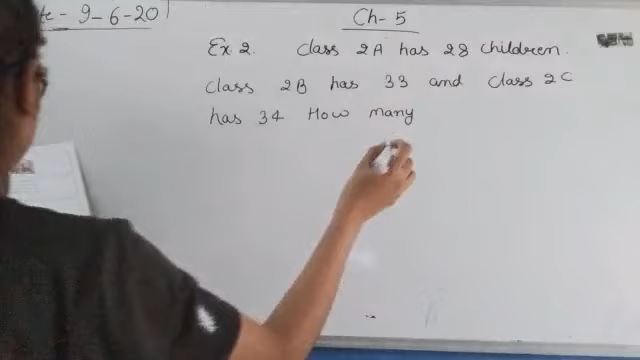 - 9-6-20
Ch-5
Ex. 2. Class 2A has 28 children.
class 2B has 33 and class 2C
has 34 How many